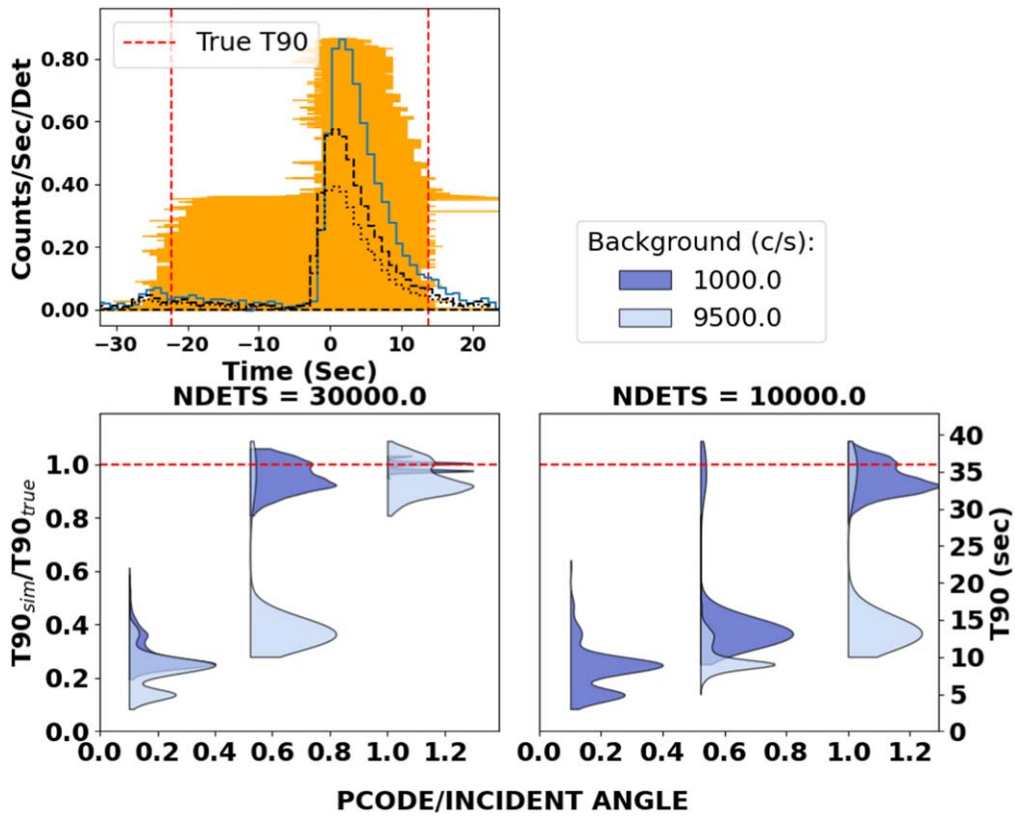 True T90
Counts/Sec/Det
0.80
0.60
0.40
0.20
0.00
−30 −20 −10 0 10 20
Time (Sec)
Background (c/s):
1000.0
9500.0
NDETS = 30000.0
NDETS = 10000.0
T90sim/T90true
1.0
0.8
0.6
0.4
0.2
0.0
0.0 0.2 0.4 0.6 0.8 1.0 1.2
0.0 0.2 0.4 0.6 0.8 1.0 1.2
40
35
30
25
20
15
10
5
0
T90 (sec)
PCODE/INCIDENT ANGLE